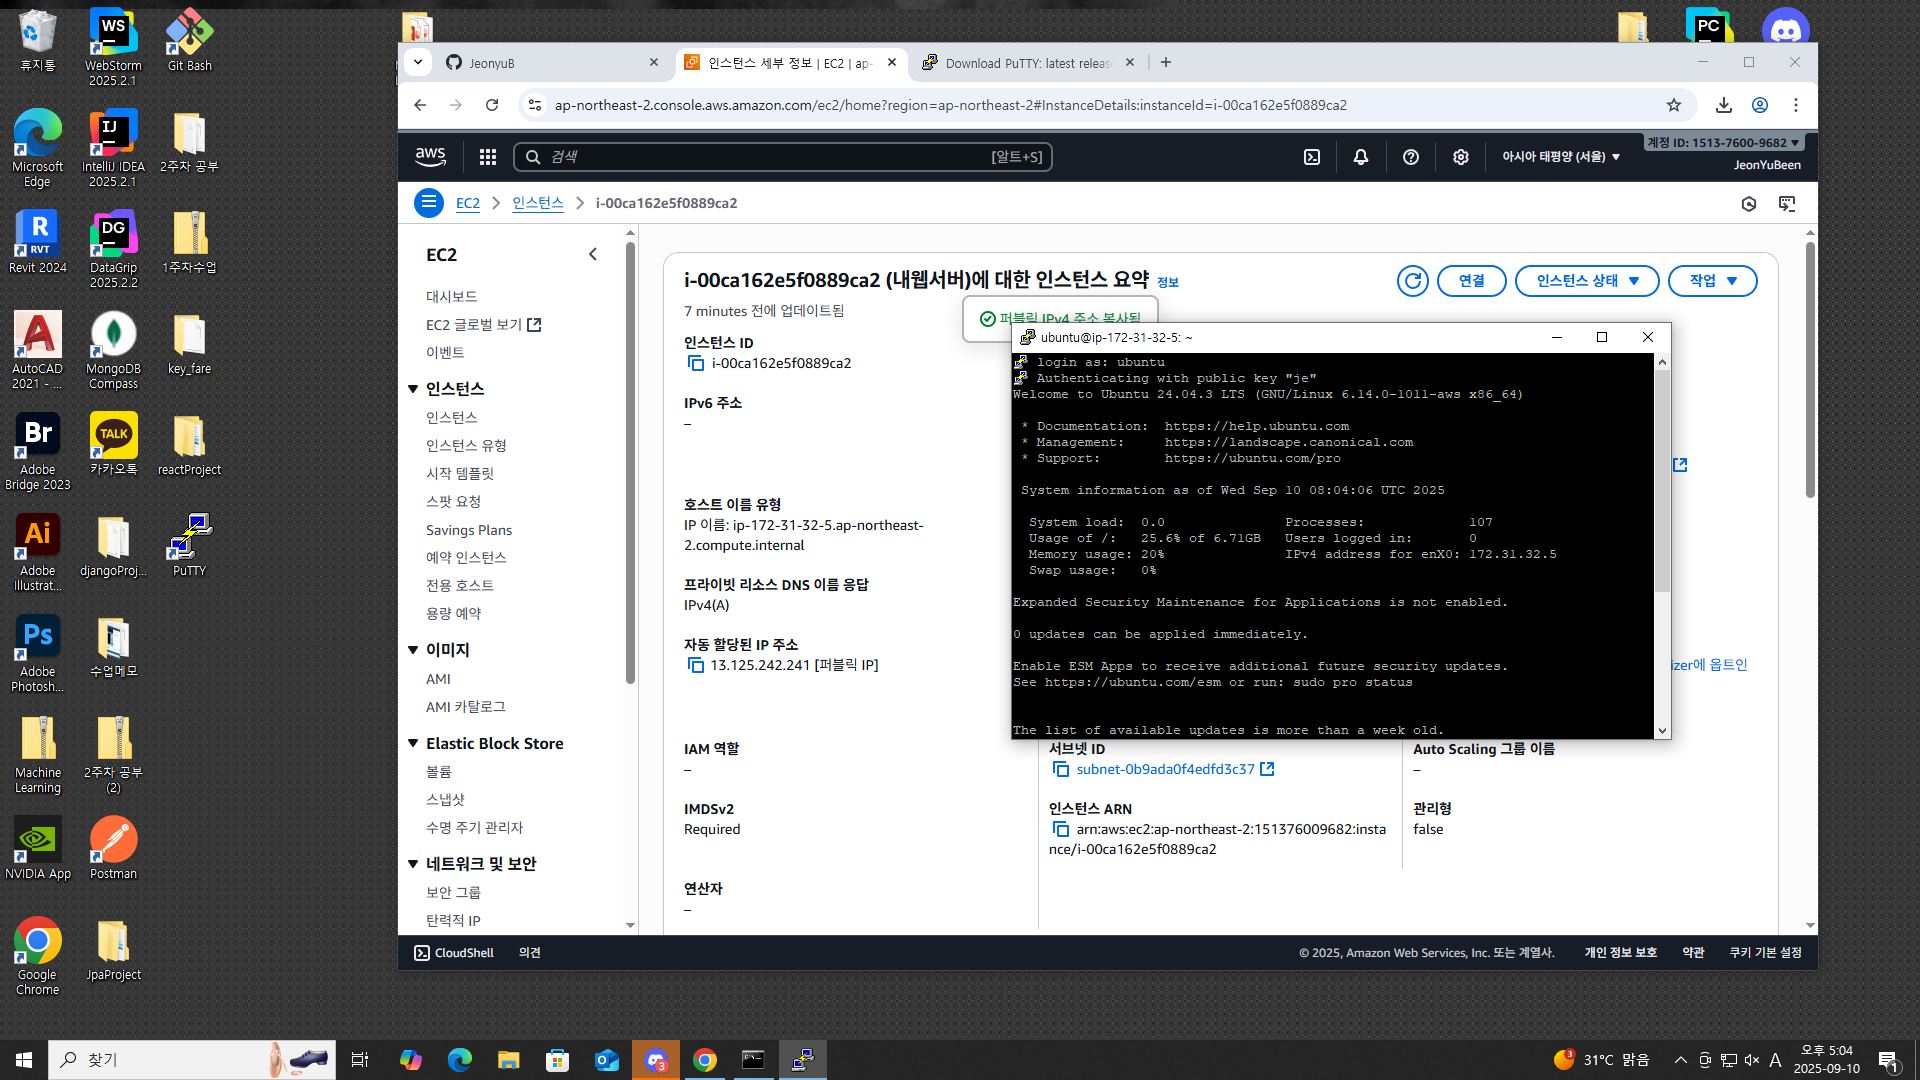 휴지통
WebStorm 2025.2.1
Git Bash
Microsoft Edge
IntelliJ IDEA 2025.2.1
2주차 공부
Revit 2024
DataGrip 2025.2.2
1주차수업
AutoCAD 2021 - ...
MongoDB Compass
key_fare
Adobe Bridge 2023
카카오톡
reactProject
Adobe Illustrat...
djangoProj...
PuTTY
Adobe Photosh...
수업메모
Machine Learning
2주차 공부 (2)
NVIDIA App
Postman
Google Chrome
JpaProject
JeonyuB
인스턴스 세부 정보 | EC2 | ap-
Download PuTTY: latest releas
ap-northeast-2.console.aws.amazon.com/ec2/home?region=ap-northeast-2#InstanceDetails:instanceId=i-00ca162e5f0889ca2
aws
검색
[알트+S]
아시아 태평양 (서울)
계정 ID: 1513-7600-9682
JeonYuBeen
EC2
인스턴스
i-00ca162e5f0889ca2
EC2
대시보드
EC2 글로벌 보기
이벤트
인스턴스
인스턴스
인스턴스 유형
시작 템플릿
스팟 요청
Savings Plans
예약 인스턴스
전용 호스트
용량 예약
이미지
AMI
AMI 카탈로그
Elastic Block Store
볼륨
스냅샷
수명 주기 관리자
네트워크 및 보안
보안 그룹
탄력적 IP
i-00ca162e5f0889ca2 (내웹서버)에 대한 인스턴스 요약 정보
7 minutes 전에 업데이트됨
연결
인스턴스 상태
작업
퍼블릭 IPv4 주소 복사됨
인스턴스 ID
i-00ca162e5f0889ca2
IPv6 주소
–
호스트 이름 유형
IP 이름: ip-172-31-32-5.ap-northeast-
2.compute.internal
프라이빗 리소스 DNS 이름 응답
IPv4(A)
자동 할당된 IP 주소
13.125.242.241 [퍼블릭 IP]
IAM 역할
–
IMDSv2
Required
연산자
–
서브넷 ID
subnet-0b9ada0f4edfd3c37
인스턴스 ARN
arn:aws:ec2:ap-northeast-2:151376009682:insta
nce/i-00ca162e5f0889ca2
izer에 옵트인
Auto Scaling 그룹 이름
–
관리형
false
ubuntu@ip-172-31-32-5: ~
login as: ubuntu
Authenticating with public key "je"
Welcome to Ubuntu 24.04.3 LTS (GNU/Linux 6.14.0-1011-aws x86_64)
* Documentation: https://help.ubuntu.com
* Management: https://landscape.canonical.com
* Support: https://ubuntu.com/pro
System information as of Wed Sep 10 08:04:06 UTC 2025
System load: 0.0 Processes: 107
Usage of /: 25.6% of 6.71GB Users logged in: 0
Memory usage: 20% IPv4 address for enX0: 172.31.32.5
Swap usage: 0%
Expanded Security Maintenance for Applications is not enabled.
0 updates can be applied immediately.
Enable ESM Apps to receive additional future security updates.
See https://ubuntu.com/esm or run: sudo pro status
The list of available updates is more than a week old.
CloudShell
의견
© 2025, Amazon Web Services, Inc. 또는 계열사.
개인 정보 보호
약관
쿠키 기본 설정
찾기
31°C 맑음
A
오후 5:04
2025-09-10